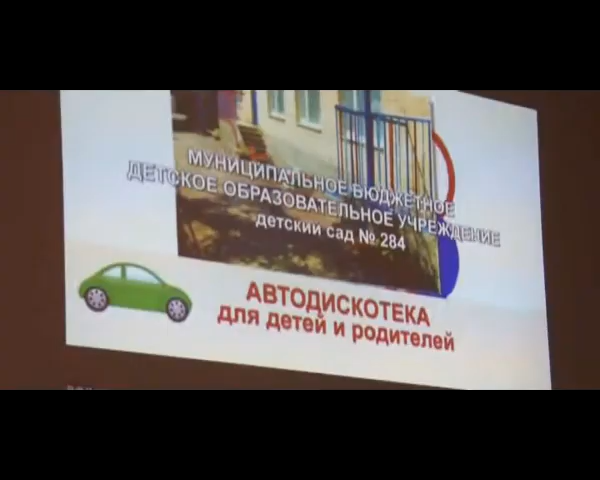 МУНИЦИПАЛЬНОЕ БЮДЖЕТНОЕ
ДЕТСКОЕ ОБРАЗОВАТЕЛЬНОЕ УЧРЕЖДЕНИЕ
детский сад № 284
АВТОДИСКОТЕКА
для детей и родителей